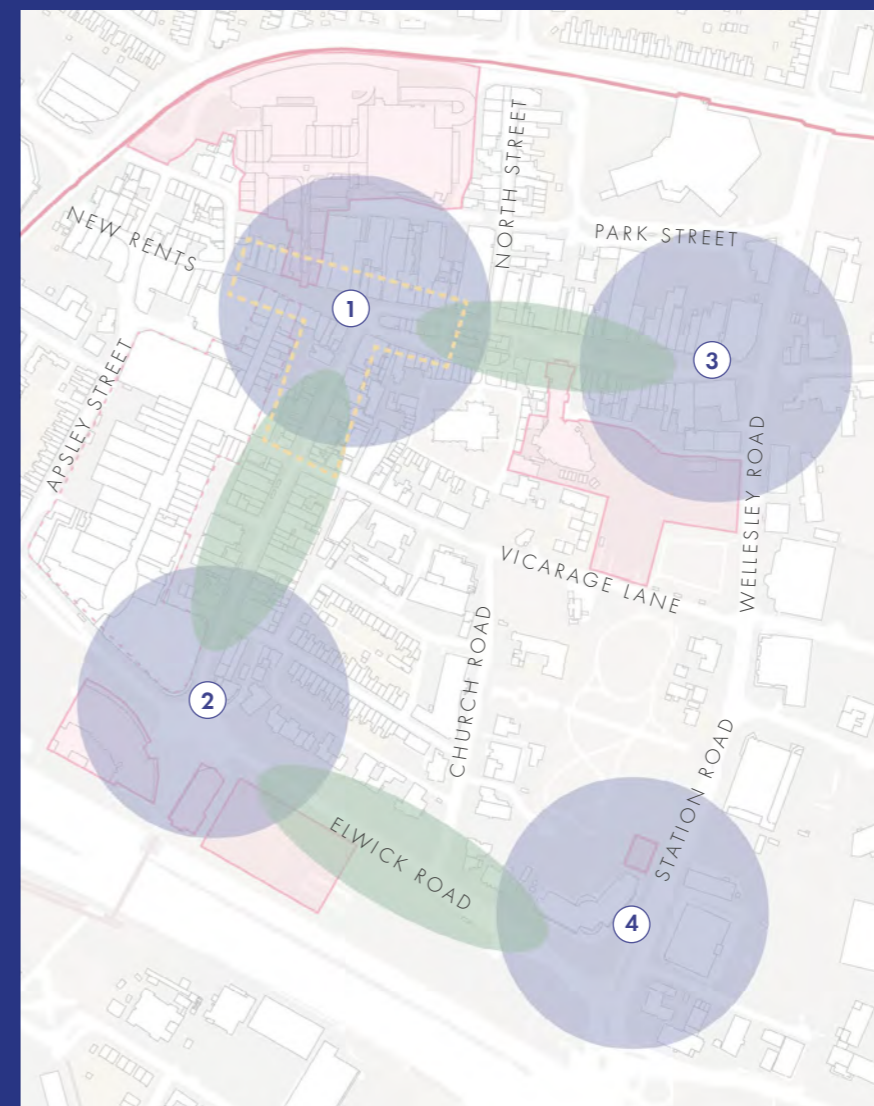 NORTH STREET
NEW RENTS
PARK STREET
1
3
APSLEY STREET
WELLESLEY ROAD
VICARAGE LANE
CHURCH ROAD
2
STATION ROAD
ELWICK ROAD
4